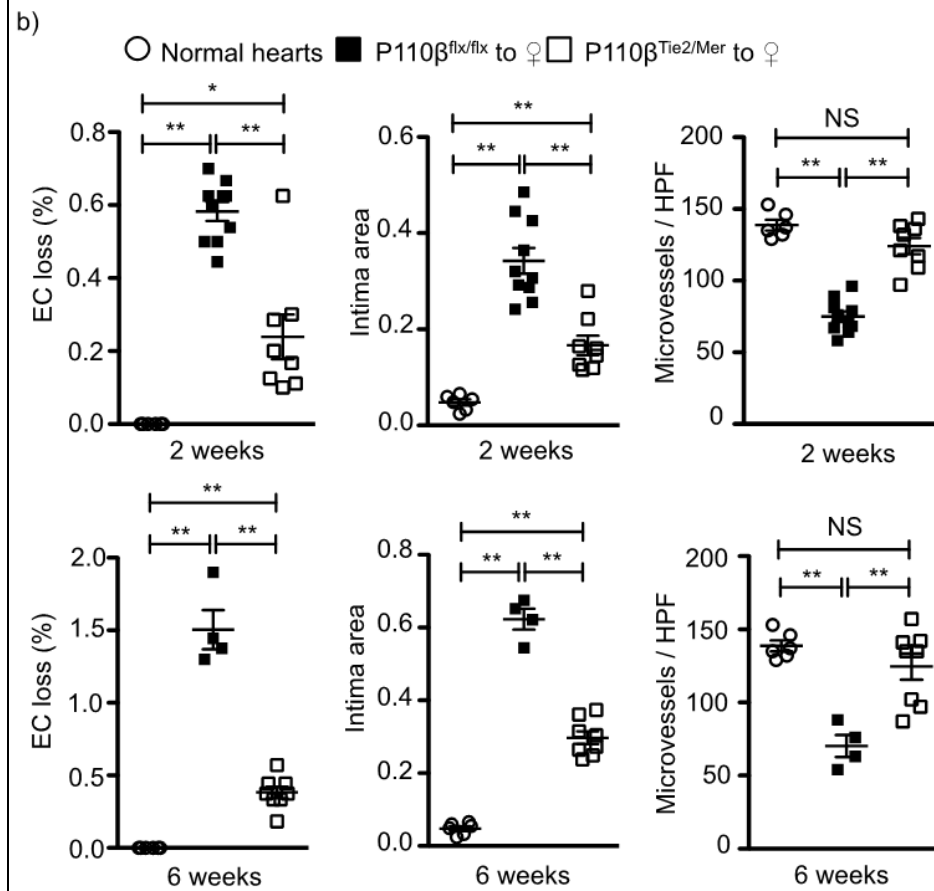 b)
Normal hearts P110β^flx/flx to ♀ P110β^Tie2/Mer to ♀
*
** **
EC loss (%)
0.8
0.6
0.4
0.2
0.0
2 weeks
**
** **
Intima area
0.6
0.4
0.2
0.0
2 weeks
NS
** **
Microvessels / HPF
200
150
100
50
0
2 weeks
**
** **
EC loss (%)
2.0
1.5
1.0
0.5
0.0
6 weeks
**
** **
Intima area
0.8
0.6
0.4
0.2
0.0
6 weeks
NS
** **
Microvessels / HPF
200
150
100
50
0
6 weeks